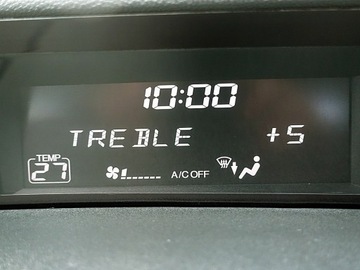 10:00
TREBLE +5
TEMP
27
A/C OFF